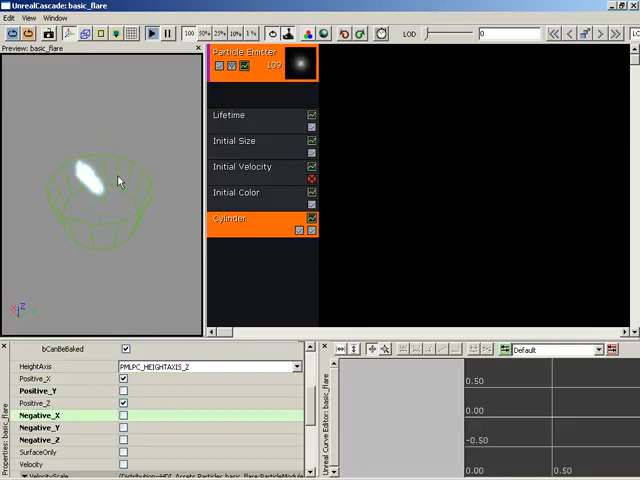 UnrealCascade: basic_flare
Edit View Window
100 50% 25% 10% 1%
LOD
0
Preview: basic_flare
Particle Emitter
109
Lifetime
Initial Size
Initial Velocity
Initial Color
Cylinder
X Z
bCanBeBaked
HeightAxis PMLPC_HEIGHTAXIS_Z
Positive_X
Positive_Y
Positive_Z
Negative_X
Negative_Y
Negative_Z
SurfaceOnly
Velocity
Properties: basic_flare
Unreal Curve Editor: basic_flare
Default
0.50
0.00
-0.50
0.00 0.50